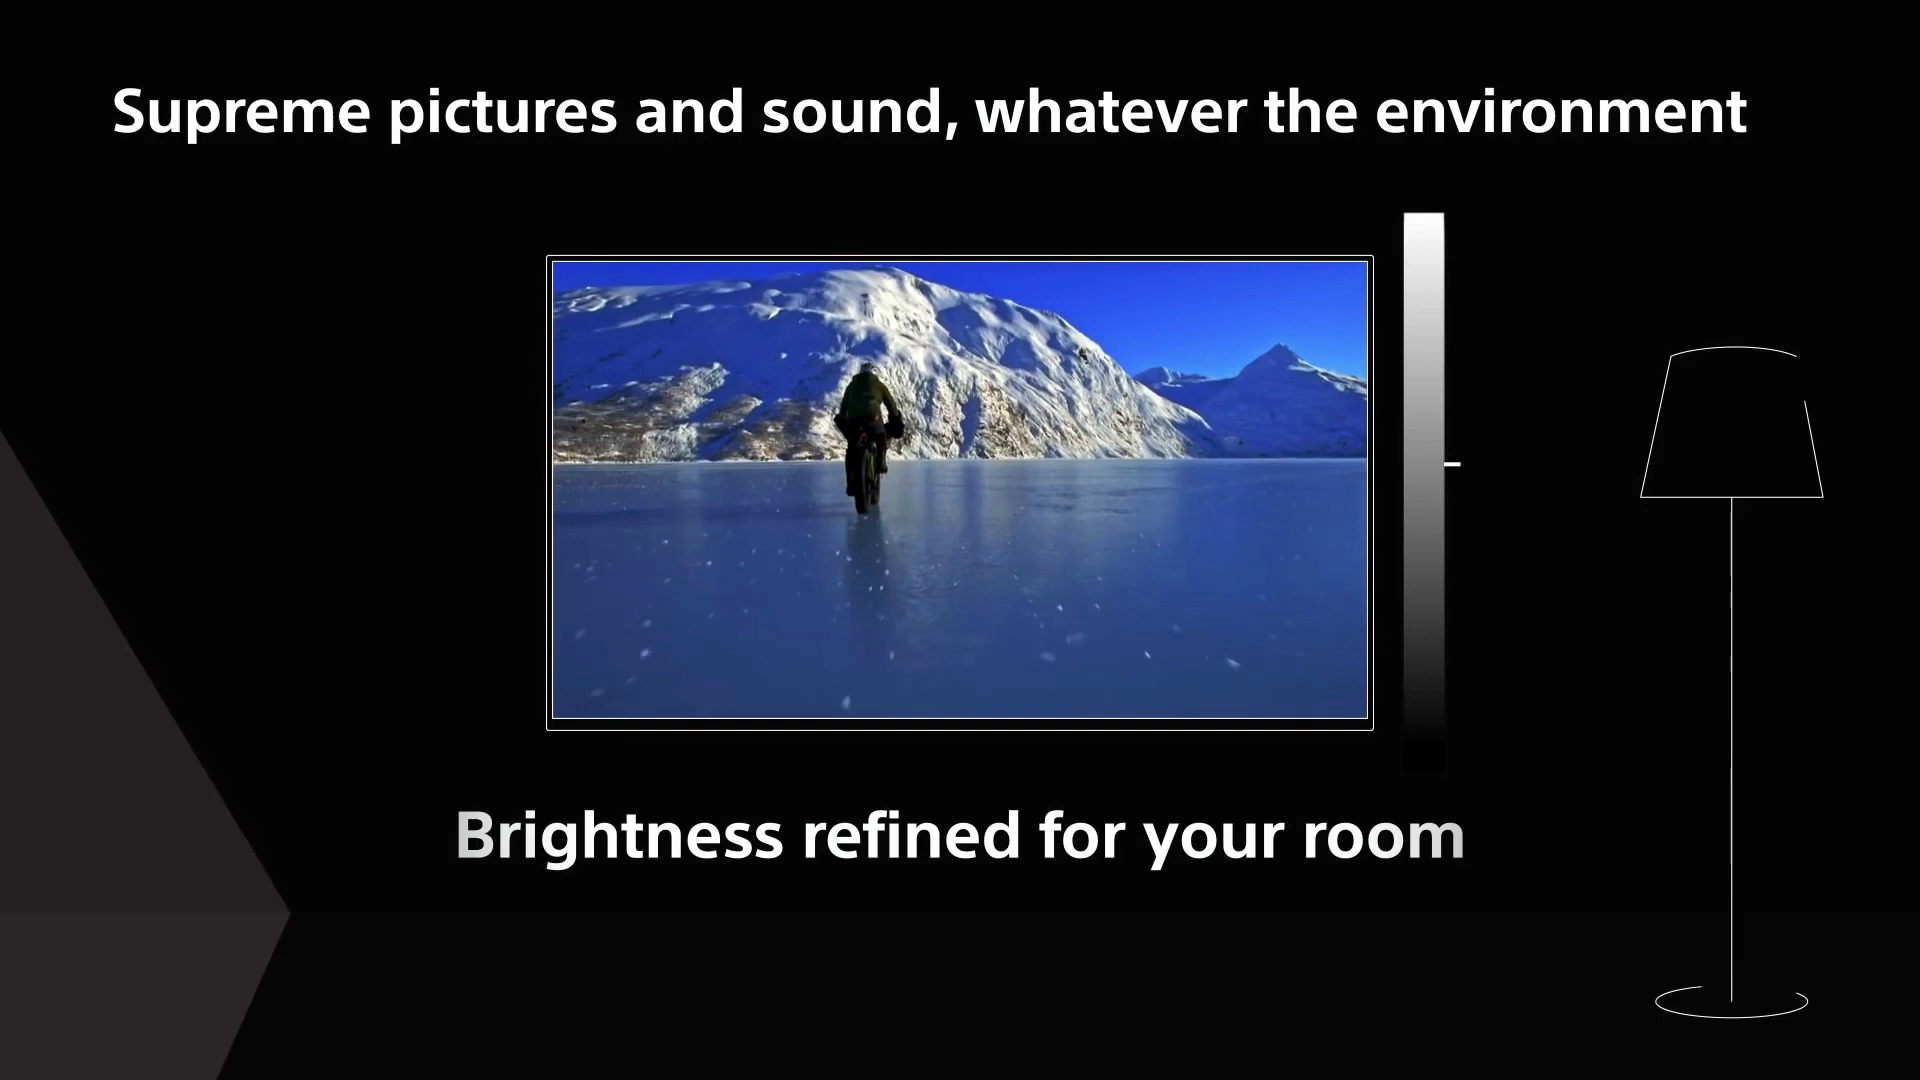 Supreme pictures and sound, whatever the environment
Brightness refined for your room